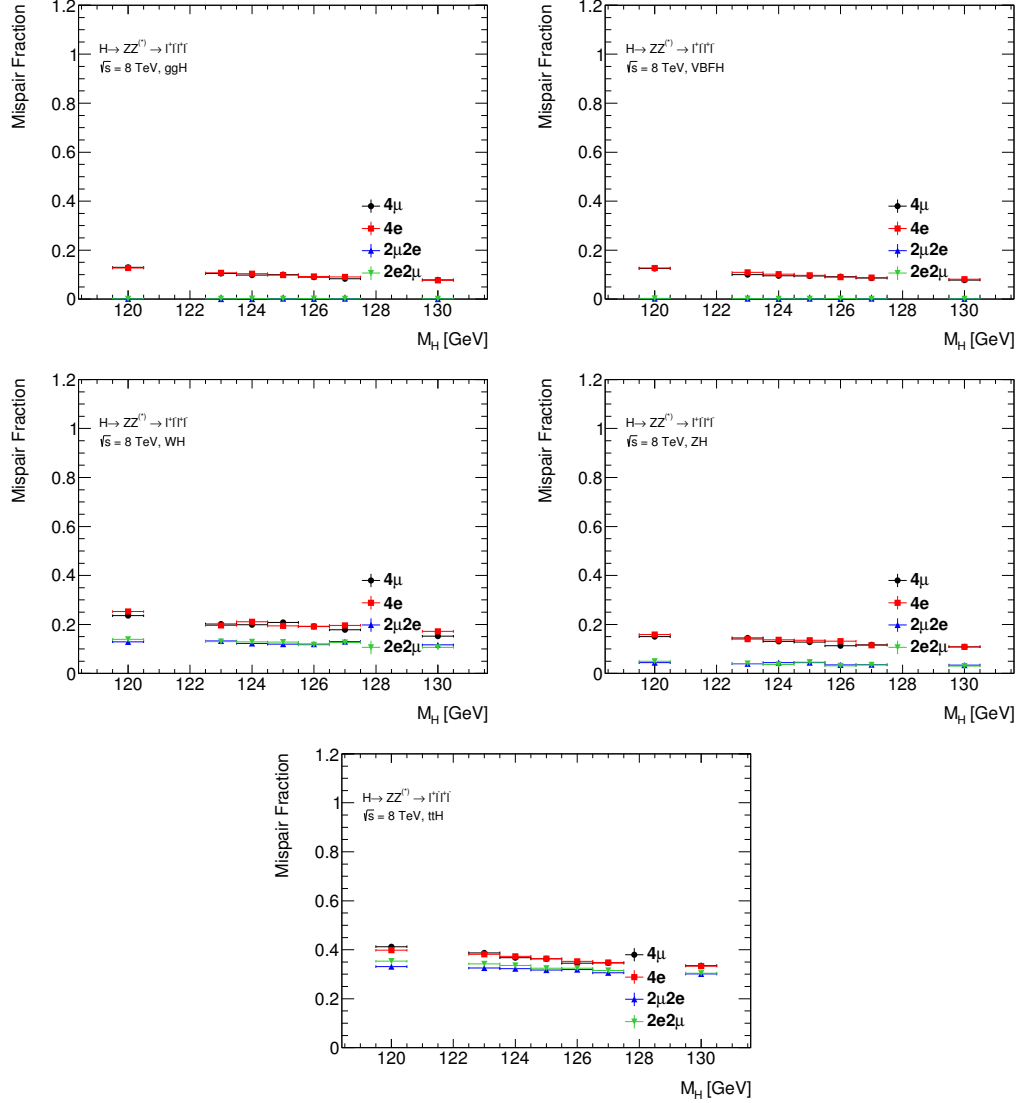 Mispair Fraction
1.2
1
0.8
0.6
0.4
0.2
0
H→ ZZ(*) → l+l-l+l-
√s = 8 TeV, ggH
4μ
4e
2μ2e
2e2μ
120 122 124 126 128 130
M_H [GeV]
Mispair Fraction
1.2
1
0.8
0.6
0.4
0.2
0
H→ ZZ(*) → l+l-l+l-
√s = 8 TeV, VBFH
4μ
4e
2μ2e
2e2μ
120 122 124 126 128 130
M_H [GeV]
Mispair Fraction
1.2
1
0.8
0.6
0.4
0.2
0
H→ ZZ(*) → l+l-l+l-
√s = 8 TeV, WH
4μ
4e
2μ2e
2e2μ
120 122 124 126 128 130
M_H [GeV]
Mispair Fraction
1.2
1
0.8
0.6
0.4
0.2
0
H→ ZZ(*) → l+l-l+l-
√s = 8 TeV, ZH
4μ
4e
2μ2e
2e2μ
120 122 124 126 128 130
M_H [GeV]
Mispair Fraction
1.2
1
0.8
0.6
0.4
0.2
0
H→ ZZ(*) → l+l-l+l-
√s = 8 TeV, ttH
4μ
4e
2μ2e
2e2μ
120 122 124 126 128 130
M_H [GeV]